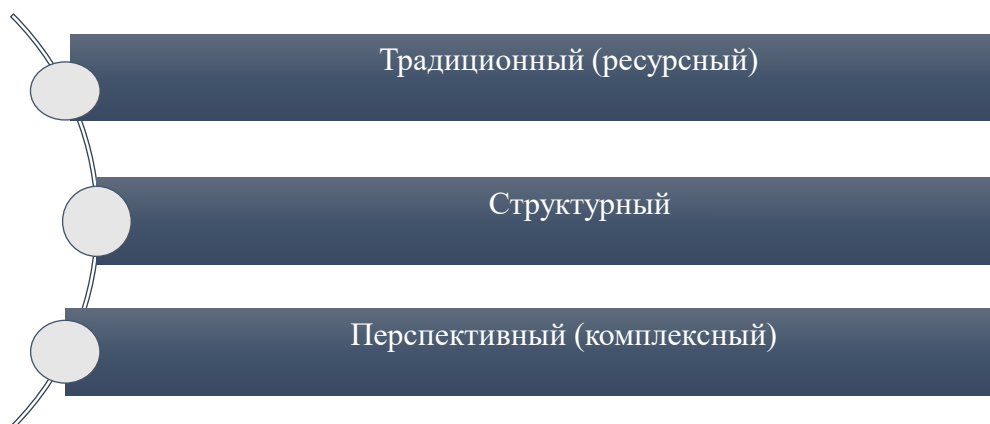 Традиционный (ресурсный)
Структурный
Перспективный (комплексный)